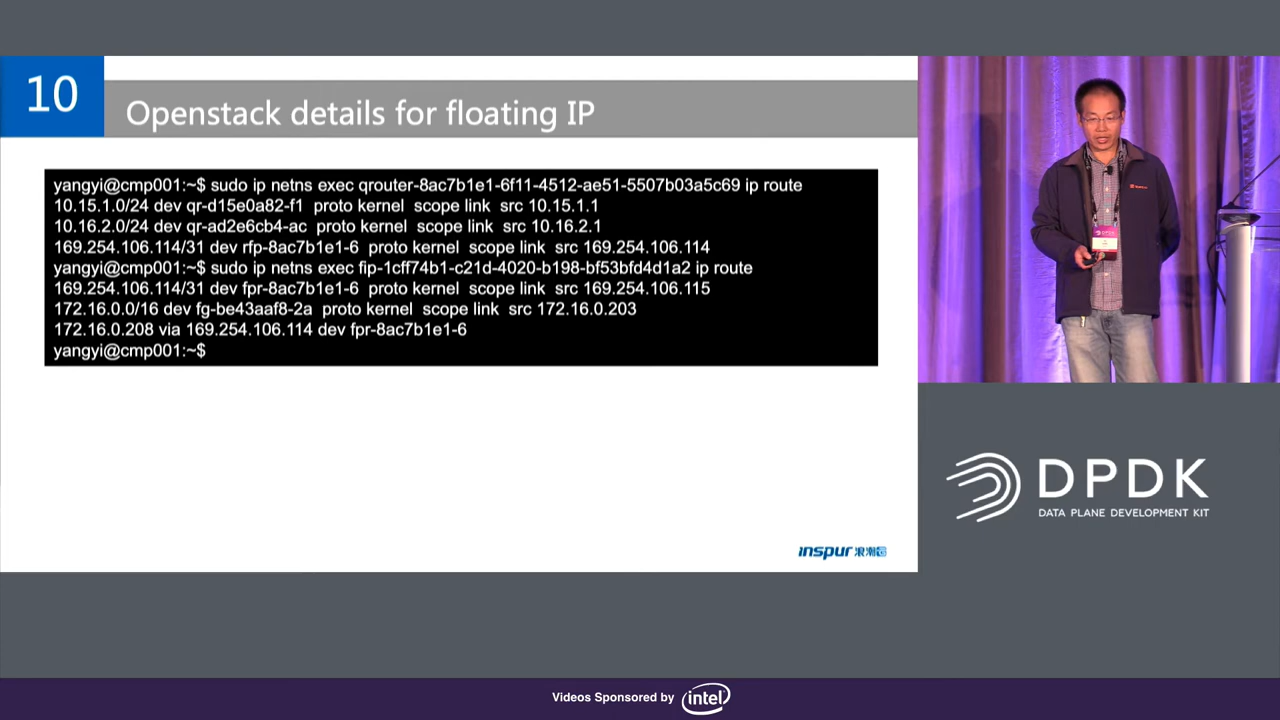 10
Openstack details for floating IP
yangyi@cmp001:~$ sudo ip netns exec qrouter-8ac7b1e1-6f11-4512-ae51-5507b03a5c69 ip route
10.15.1.0/24 dev qr-d15e0a82-f1  proto kernel  scope link  src 10.15.1.1
10.16.2.0/24 dev qr-ad2e6cb4-ac  proto kernel  scope link  src 10.16.2.1
169.254.106.114/31 dev rfp-8ac7b1e1-6  proto kernel  scope link  src 169.254.106.114
yangyi@cmp001:~$ sudo ip netns exec fip-1cff74b1-c21d-4020-b198-bf53bfd4d1a2 ip route
169.254.106.114/31 dev fpr-8ac7b1e1-6  proto kernel  scope link  src 169.254.106.115
172.16.0.0/16 dev fg-be43aaf8-2a  proto kernel  scope link  src 172.16.0.203
172.16.0.208 via 169.254.106.114 dev fpr-8ac7b1e1-6
yangyi@cmp001:~$
inspur 浪潮
DPDK
DPDK
DATA PLANE DEVELOPMENT KIT
Videos Sponsored by intel